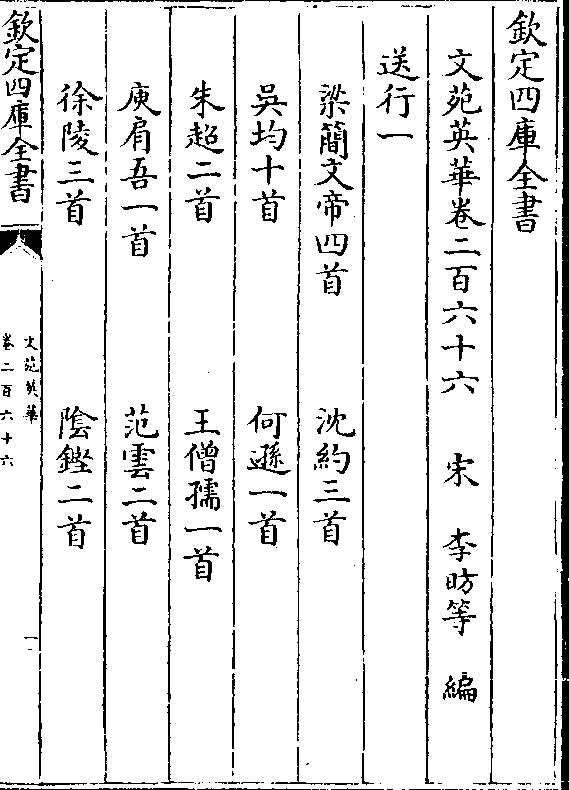 欽定四庫全書
文苑英華卷二百六十六 宋 李昉等 編
送行一
梁簡文帝四首 沈約三首
吳均十首 何遜一首
朱超二首 王僧孺一首
庾肩吾一首 范雲二首
徐陵三首 陰鏗二首
欽定四庫全書
文苑英華
卷二百六十六
一